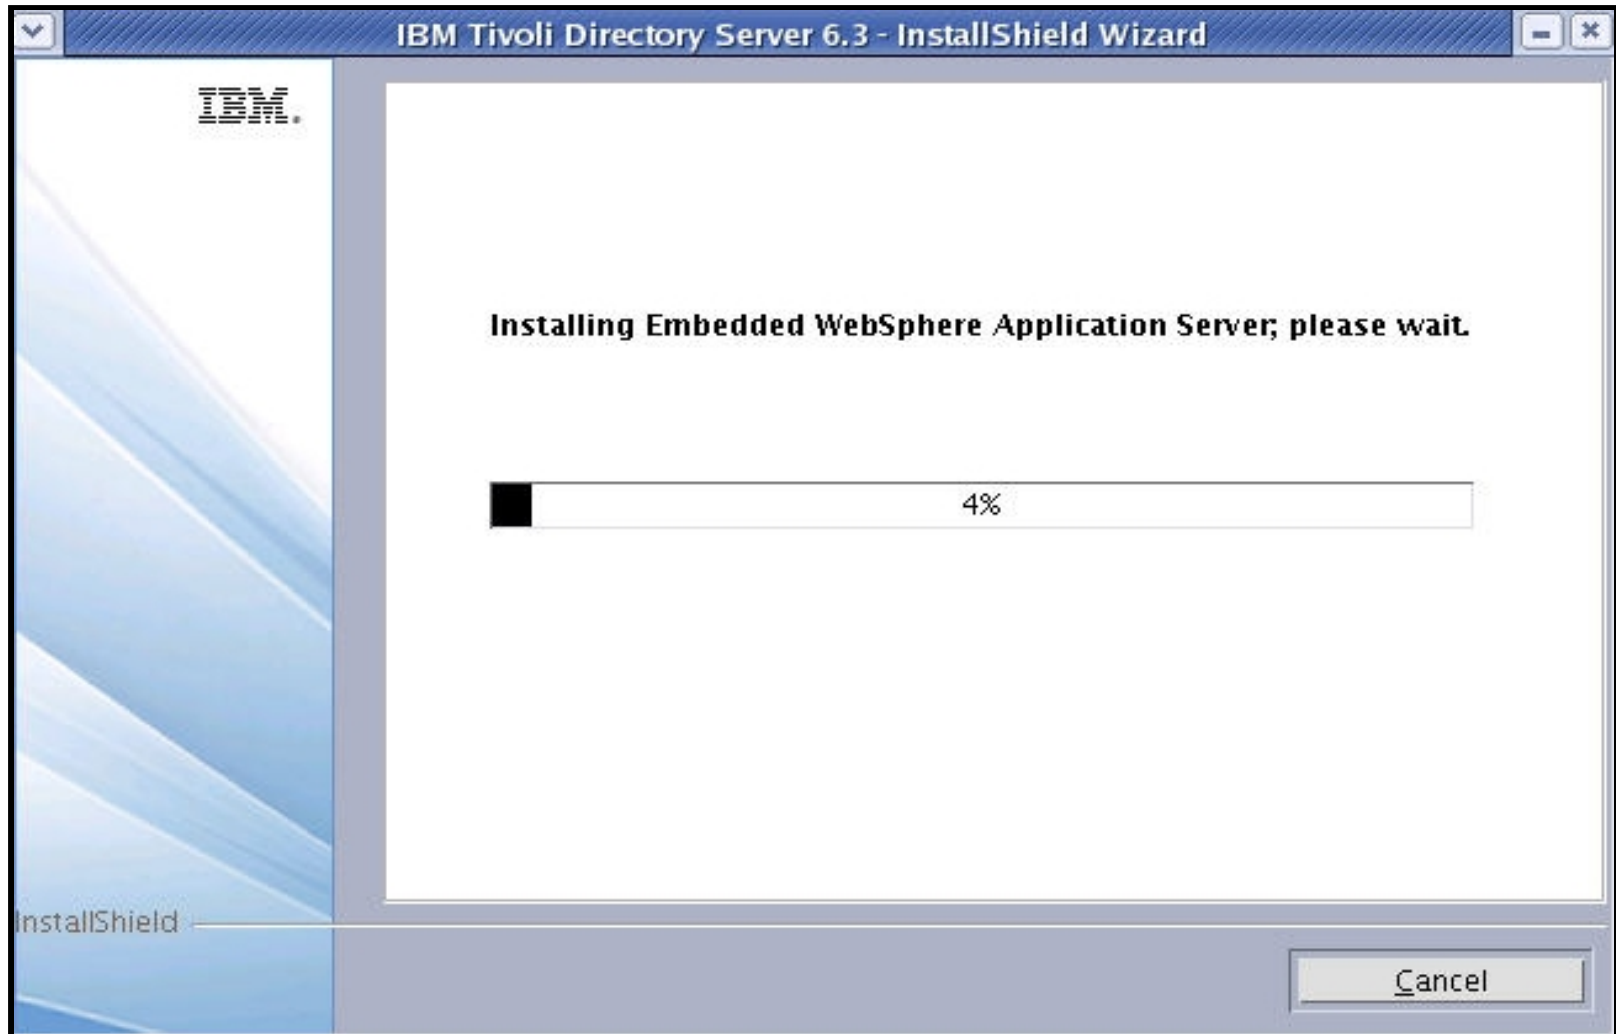 IBM Tivoli Directory Server 6.3 - InstallShield Wizard
IBM.
Installing Embedded WebSphere Application Server; please wait.
4%
InstallShield
Cancel